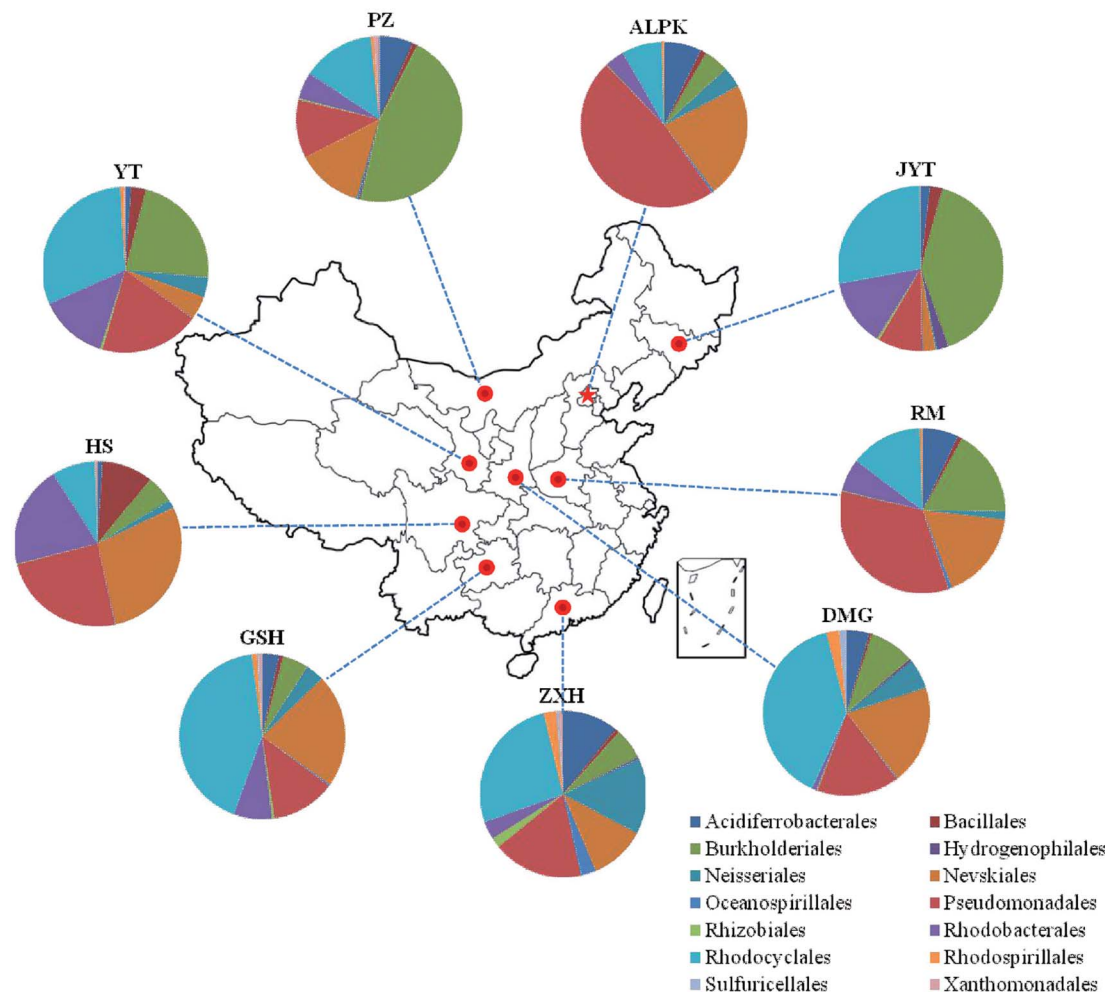 PZ
ALPK
YT
JYT
HS
RM
GSH
ZXH
DMG
Acidiferrobacterales
Bacillales
Burkholderiales
Hydrogenophilales
Neisseriales
Nevskiales
Oceanospirillales
Pseudomonadales
Rhizobiales
Rhodobacterales
Rhodocyclales
Rhodospirillales
Sulfuricellales
Xanthomonadales